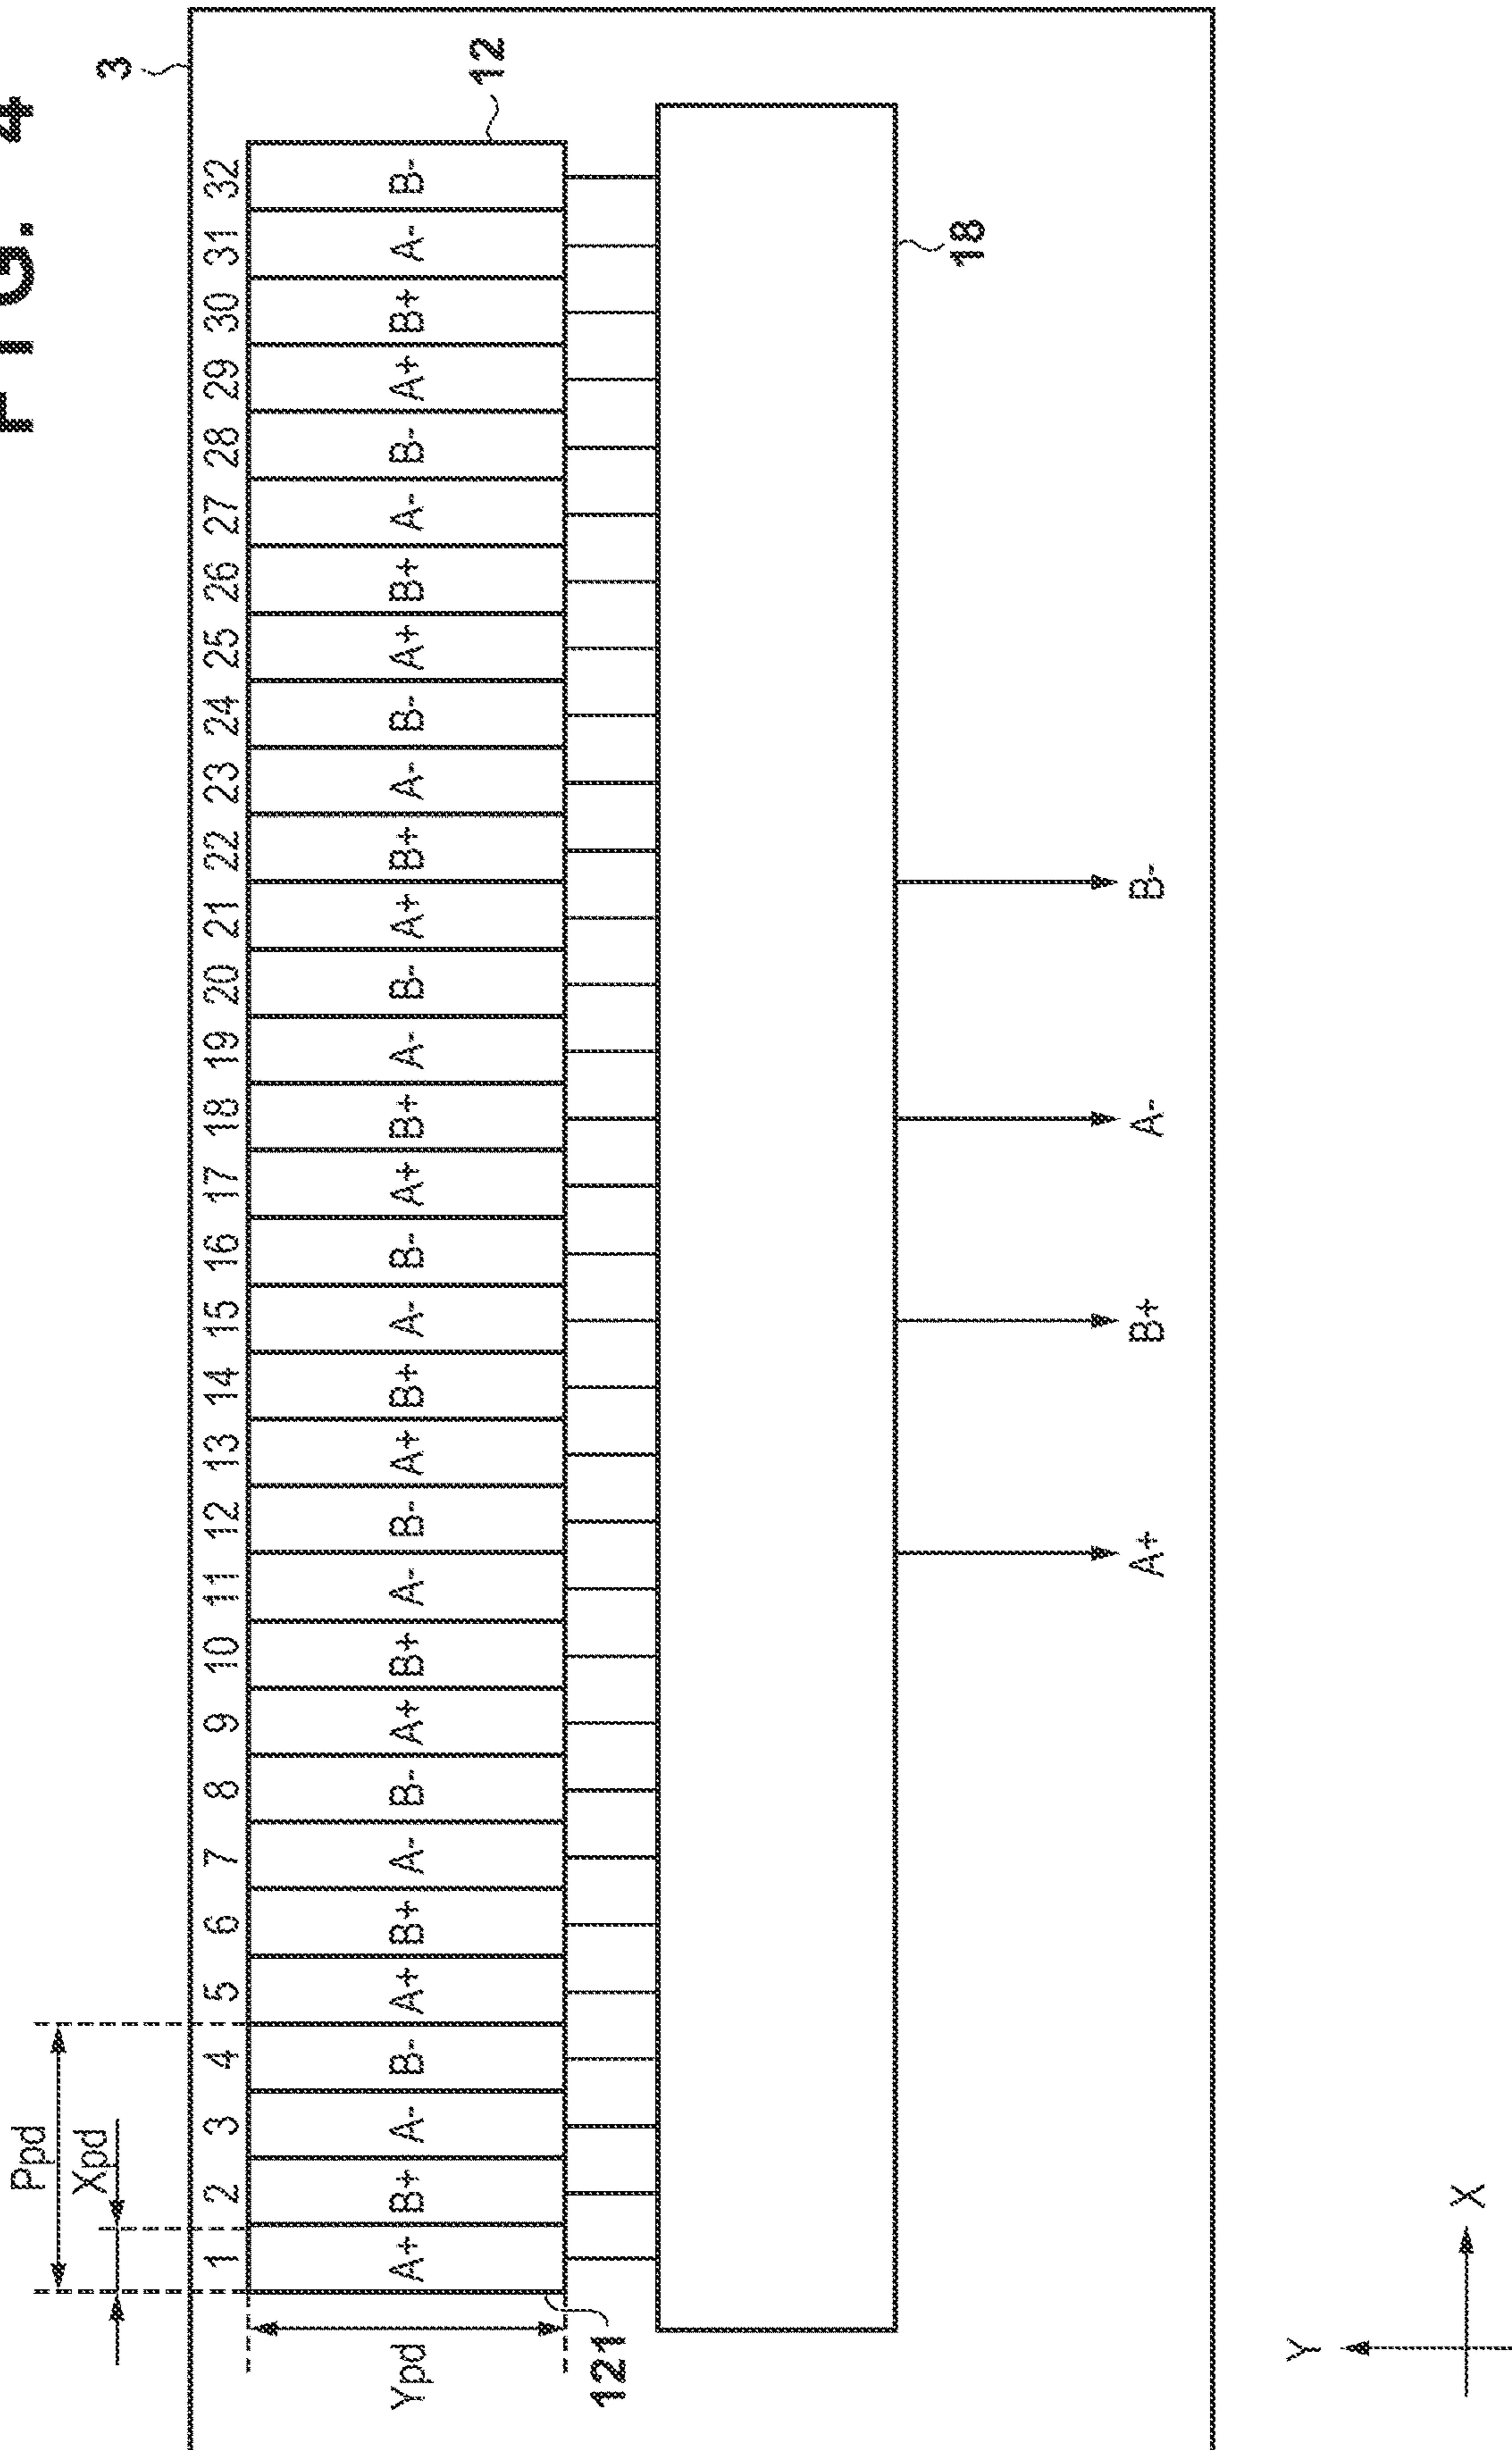 FIG. 4
Ppd
Xpd
3
1 2 3 4 5 6 7 8 9 10 11 12 13 14 15 16 17 18 19 20 21 22 23 24 25 26 27 28 29 30 31 32
A+ B+ A- B- A+ B+ A- B- A+ B+ A- B- A+ B+ A- B- A+ B+ A- B- A+ B+ A- B- A+ B+ A- B- A+ B+ A- B-
Ypd
12
121
18
A+ B+ A- B-
Y
X